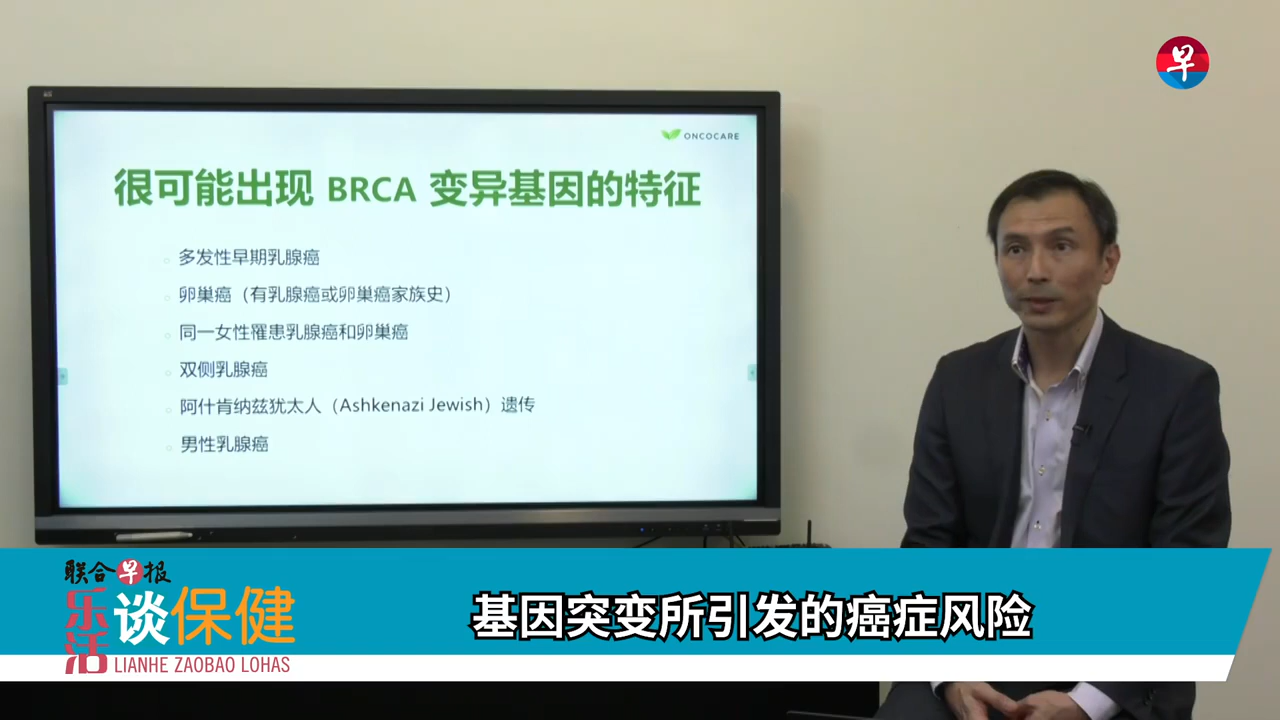 早
ONCOCARE
很可能出现 BRCA 变异基因的特征
多发性早期乳腺癌
卵巢癌（有乳腺癌或卵巢癌家族史）
同一女性罹患乳腺癌和卵巢癌
双侧乳腺癌
阿什肯纳兹犹太人（Ashkenazi Jewish）遗传
男性乳腺癌
联合早报
乐活谈保健
LIANHE ZAOBAO LOHAS
基因突变所引发的癌症风险